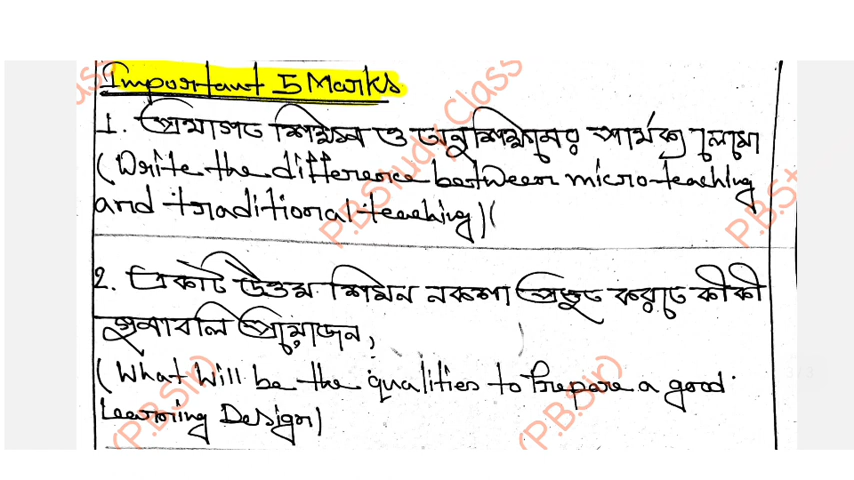 Important 5 Marks
1. প্রথাগত শিক্ষন ও অনুশিক্ষনের পার্থক্য লেখো
(Write the difference between micro-teaching
and traditional teaching)(
2. একটি উত্তম শিখন নকশা প্রস্তুত করতে কী কী
গুণাবলি প্রয়োজন,
(What will be the qualities to Prepare a good
Learning Design)
P.B Study Class
(P.B.Sir)
(P.B.Sir)